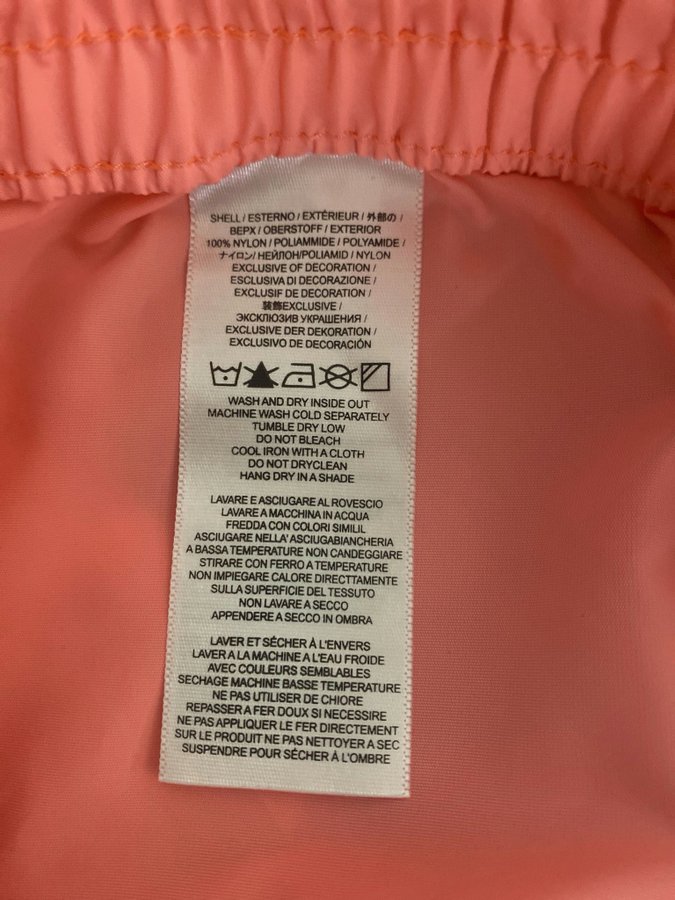 SHELL / ESTERNO / EXTÉRIEUR / 外部の /
ВЕРХ / OBERSTOFF / EXTERIOR
100% NYLON / POLIAMMIDE / POLYAMIDE /
ナイロン/ НЕЙЛОН/POLIAMID / NYLON
EXCLUSIVE OF DECORATION /
ESCLUSIVA DI DECORAZIONE /
EXCLUSIF DE DECORATION /
装飾EXCLUSIVE /
ЭКСКЛЮЗИВ УКРАШЕНИЯ /
EXCLUSIVE DER DEKORATION /
EXCLUSIVO DE DECORACIÓN
WASH AND DRY INSIDE OUT
MACHINE WASH COLD SEPARATELY
TUMBLE DRY LOW
DO NOT BLEACH
COOL IRON WITH A CLOTH
DO NOT DRYCLEAN
HANG DRY IN A SHADE
LAVARE E ASCIUGARE AL ROVESCIO
LAVARE A MACCHINA IN ACQUA
FREDDA CON COLORI SIMILIL
ASCIUGARE NELLA' ASCIUGABIANCHERIA
A BASSA TEMPERATURE NON CANDEGGIARE
STIRARE CON FERRO A TEMPERATURE
NON IMPIEGARE CALORE DIRECTTAMENTE
SULLA SUPERFICIE DEL TESSUTO
NON LAVARE A SECCO
APPENDERE A SECCO IN OMBRA
LAVER ET SÉCHER À L'ENVERS
LAVER A LA MACHINE A L'EAU FROIDE
AVEC COULEURS SEMBLABLES
SECHAGE MACHINE BASSE TEMPERATURE
NE PAS UTILISER DE CHIORE
REPASSER A FER DOUX SI NECESSIRE
NE PAS APPLIQUER LE FER DIRECTEMENT
SUR LE PRODUIT NE PAS NETTOYER A SEC
SUSPENDRE POUR SÉCHER À L'OMBRE